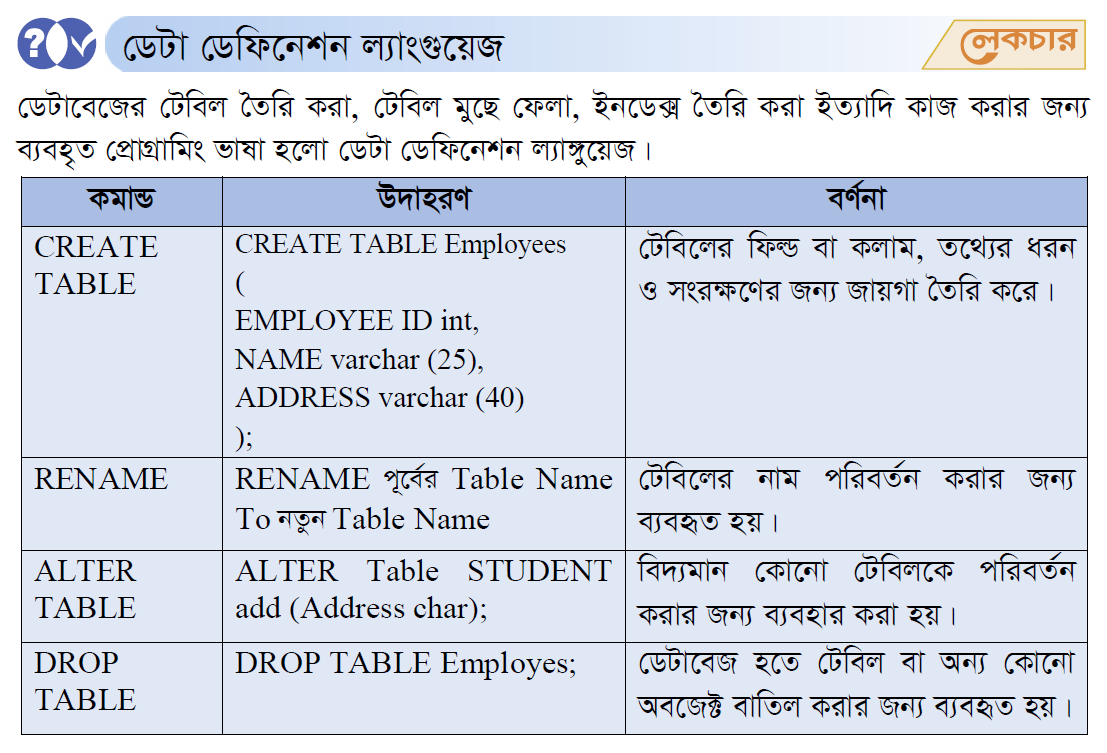 ?
ডেটা ডেফিনেশন ল্যাংগুয়েজ
লেকচার
ডেটাবেজের টেবিল তৈরি করা, টেবিল মুছে ফেলা, ইনডেক্স তৈরি করা ইত্যাদি কাজ করার জন্য
ব্যবহৃত প্রোগ্রামিং ভাষা হলো ডেটা ডেফিনেশন ল্যাঙ্গুয়েজ।
কমান্ড উদাহরণ বর্ণনা
CREATE
TABLE
CREATE TABLE Employees
(
EMPLOYEE ID int,
NAME varchar (25),
ADDRESS varchar (40)
);
টেবিলের ফিল্ড বা কলাম, তথ্যের ধরন
ও সংরক্ষণের জন্য জায়গা তৈরি করে।
RENAME
RENAME পূর্বের Table Name
To নতুন Table Name
টেবিলের নাম পরিবর্তন করার জন্য
ব্যবহৃত হয়।
ALTER
TABLE
ALTER Table STUDENT
add (Address char);
বিদ্যমান কোনো টেবিলকে পরিবর্তন
করার জন্য ব্যবহার করা হয়।
DROP
TABLE
DROP TABLE Employes;
ডেটাবেজ হতে টেবিল বা অন্য কোনো
অবজেক্ট বাতিল করার জন্য ব্যবহৃত হয়।